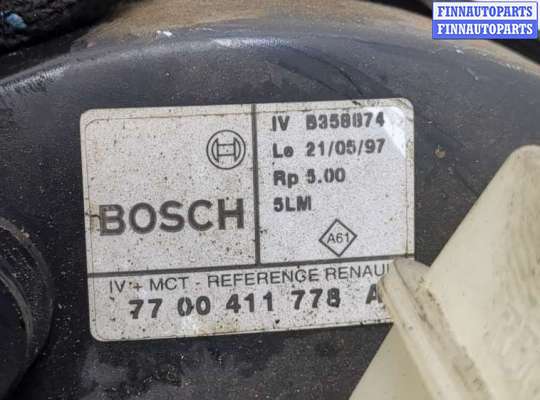 FINNAUTOPARTS
FINNAUTOPARTS
IV B358874
Le 21/05/97
Rp 5.00
5LM
BOSCH
A61
IV + MCT - REFERENCE RENAUL
77 00 411 778 A